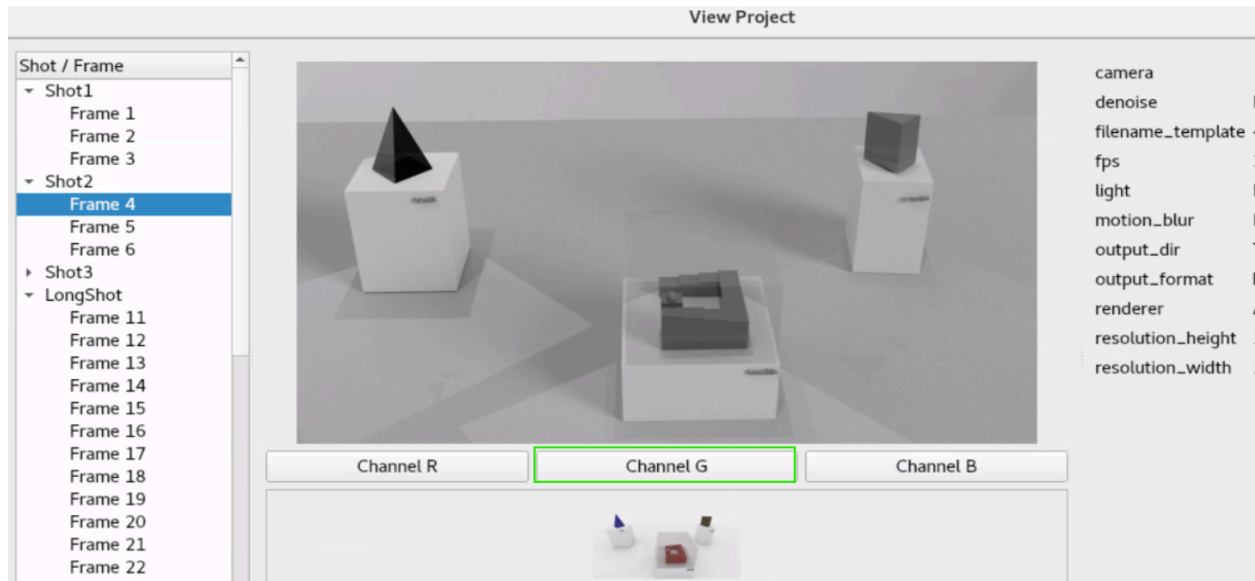 View Project
Shot / Frame
Shot1
Frame 1
Frame 2
Frame 3
Shot2
Frame 4
Frame 5
Frame 6
Shot3
LongShot
Frame 11
Frame 12
Frame 13
Frame 14
Frame 15
Frame 16
Frame 17
Frame 18
Frame 19
Frame 20
Frame 21
Frame 22
Channel R
Channel G
Channel B
camera
denoise
filename_template
fps
light
motion_blur
output_dir
output_format
renderer
resolution_height
resolution_width